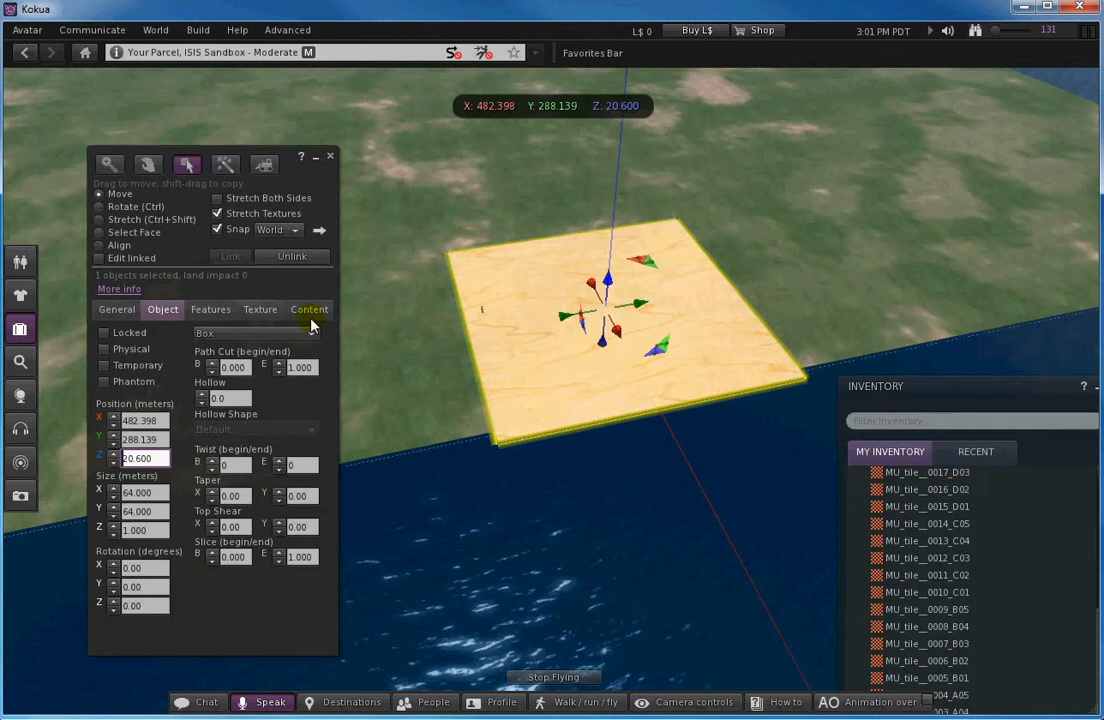 Kokua
Avatar Communicate World Build Help Advanced
L$ 0 Buy L$ Shop 3:01 PM PDT 131
Your Parcel, ISIS Sandbox - Moderate M
Favorites Bar
X: 482.398 Y: 288.139 Z: 20.600
Drag to move, shift-drag to copy
Move
Rotate (Ctrl)
Stretch (Ctrl+Shift)
Select Face
Align
Edit linked
Stretch Both Sides
Stretch Textures
Snap World
Link Unlink
1 objects selected, land impact 0
More info
General Object Features Texture Content
Locked
Physical
Temporary
Phantom
Position (meters)
X 482.398
Y 288.139
Z 20.600
Size (meters)
X 64.000
Y 64.000
Z 1.000
Rotation (degrees)
X 0.00
Y 0.00
Z 0.00
Box
Path Cut (begin/end)
B 0.000 E 1.000
Hollow
0.0
Hollow Shape
Default
Twist (begin/end)
B 0 E 0
Taper
X 0.00 Y 0.00
Top Shear
X 0.00 Y 0.00
Slice (begin/end)
B 0.000 E 1.000
INVENTORY ?
Filter Inventory
MY INVENTORY RECENT
MU_tile__0017_D03
MU_tile__0016_D02
MU_tile__0015_D01
MU_tile__0014_C05
MU_tile__0013_C04
MU_tile__0012_C03
MU_tile__0011_C02
MU_tile__0010_C01
MU_tile__0009_B05
MU_tile__0008_B04
MU_tile__0007_B03
MU_tile__0006_B02
MU_tile__0005_B01
004_A05
Stop Flying
Chat Speak Destinations People Profile Walk / run / fly Camera controls How to AO Animation over.